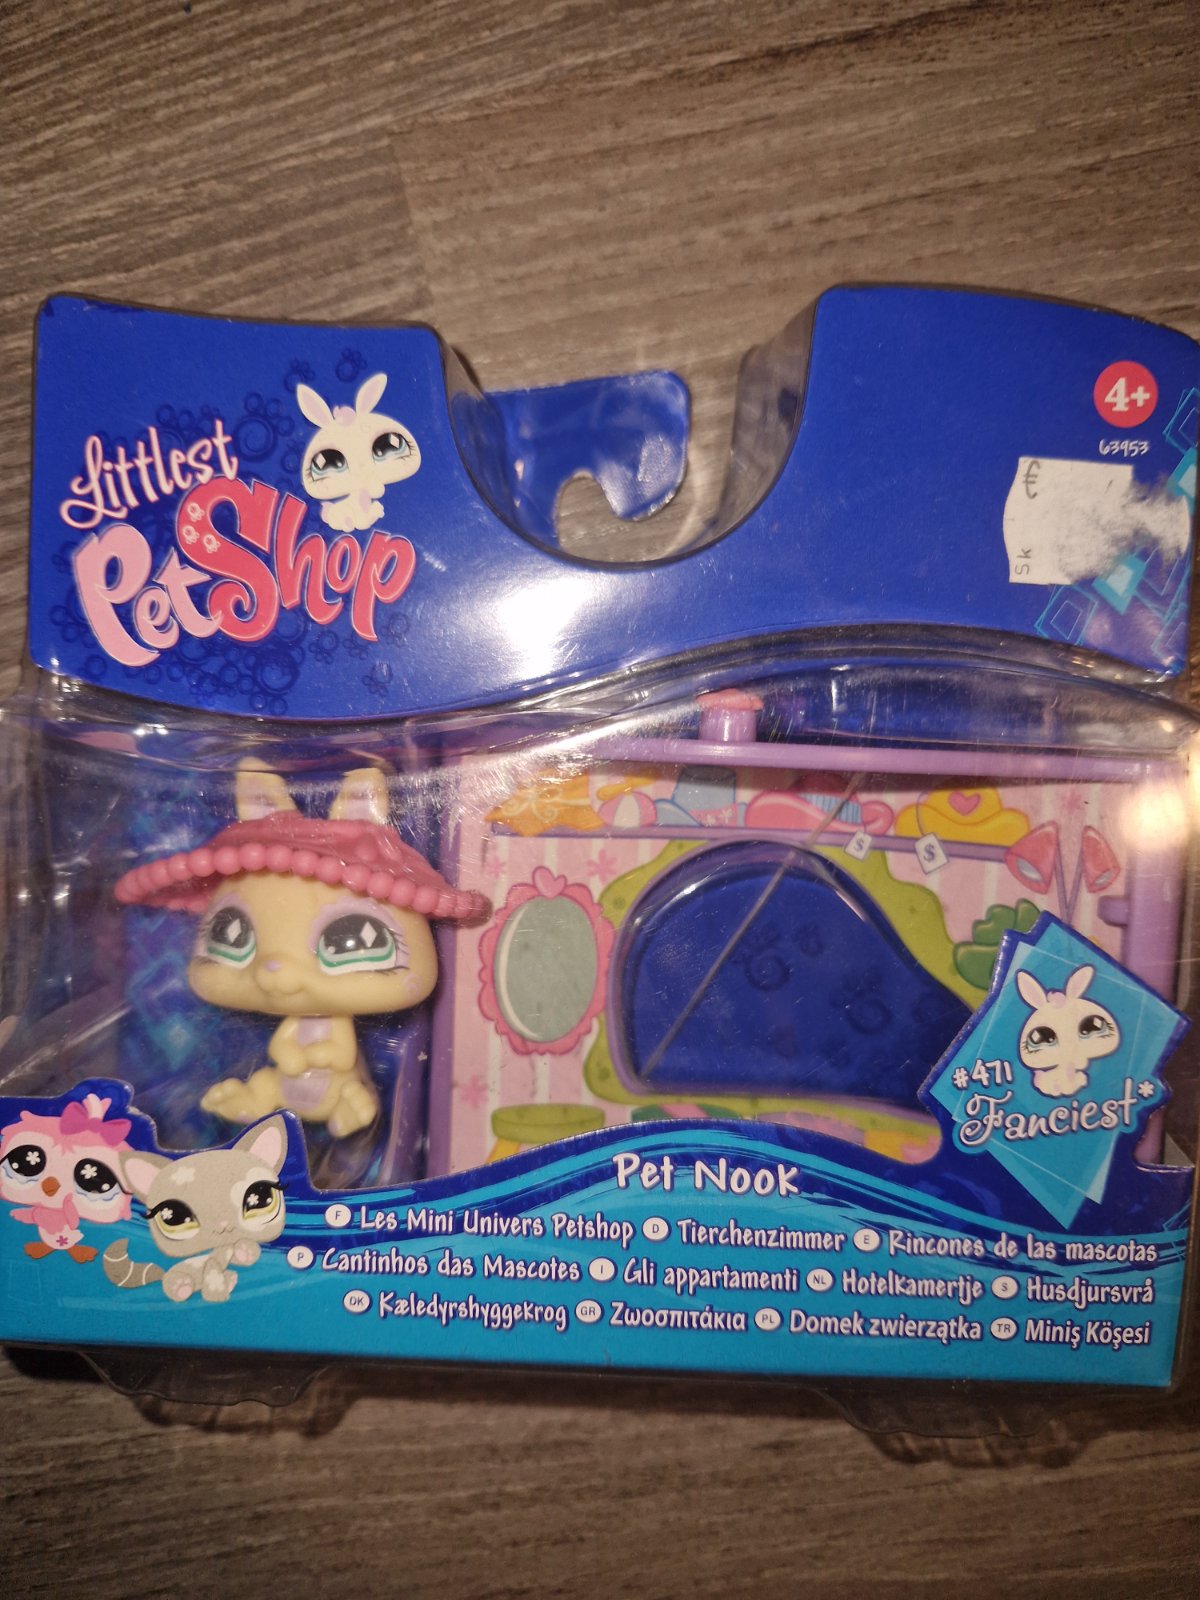 Littlest
PetShop
4+
63953
Sk
$
$
#471
Fanciest*
Pet Nook
F Les Mini Univers Petshop D Tierchenzimmer E Rincones de las mascotas
P Cantinhos das Mascotes I Gli appartamenti NL Hotelkamertje S Husdjursvrå
DK Kæledyrshyggekrog GR Ζωοσπιτάκια PL Domek zwierzątka TR Miniş Köşesi